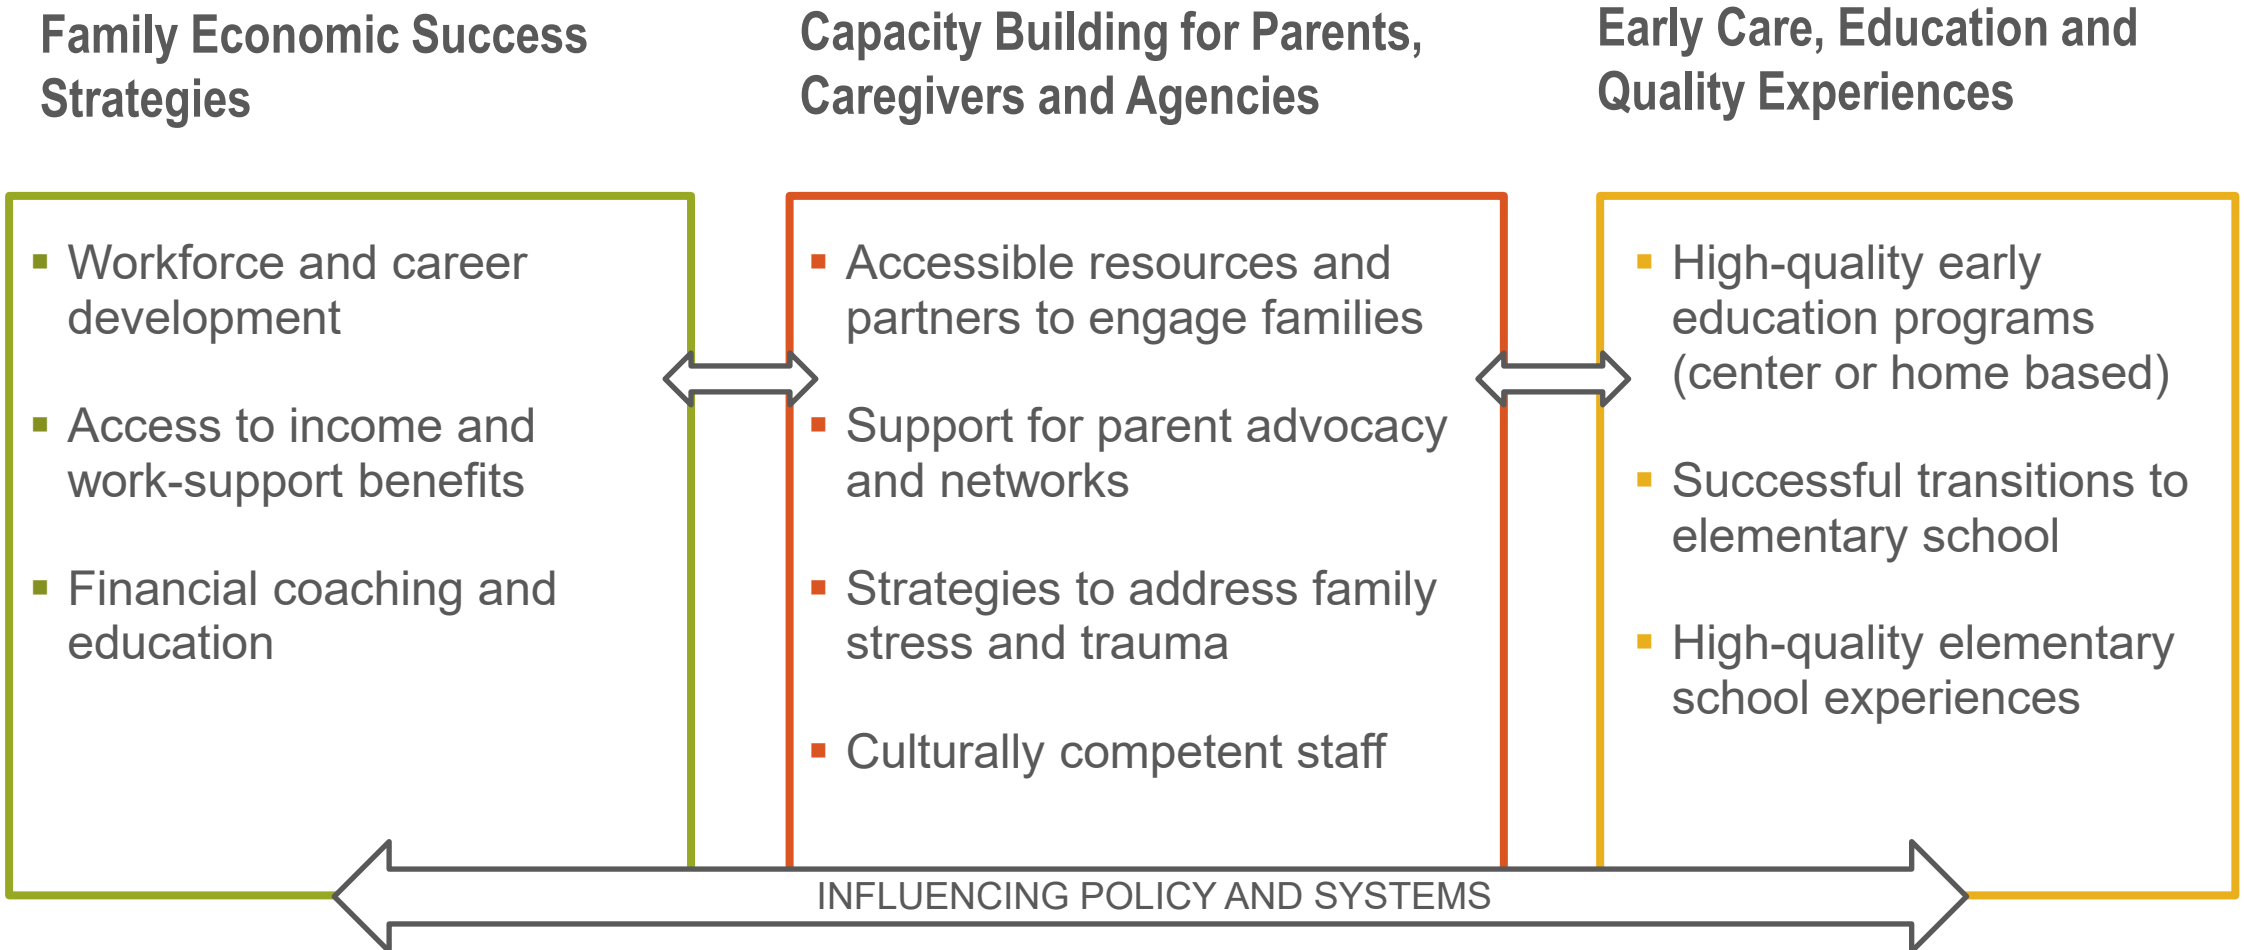 Family Economic Success
Strategies
Capacity Building for Parents,
Caregivers and Agencies
Early Care, Education and
Quality Experiences
▪ Workforce and career
development
▪ Access to income and
work-support benefits
▪ Financial coaching and
education
▪ Accessible resources and
partners to engage families
▪ Support for parent advocacy
and networks
▪ Strategies to address family
stress and trauma
▪ Culturally competent staff
▪ High-quality early
education programs
(center or home based)
▪ Successful transitions to
elementary school
▪ High-quality elementary
school experiences
INFLUENCING POLICY AND SYSTEMS